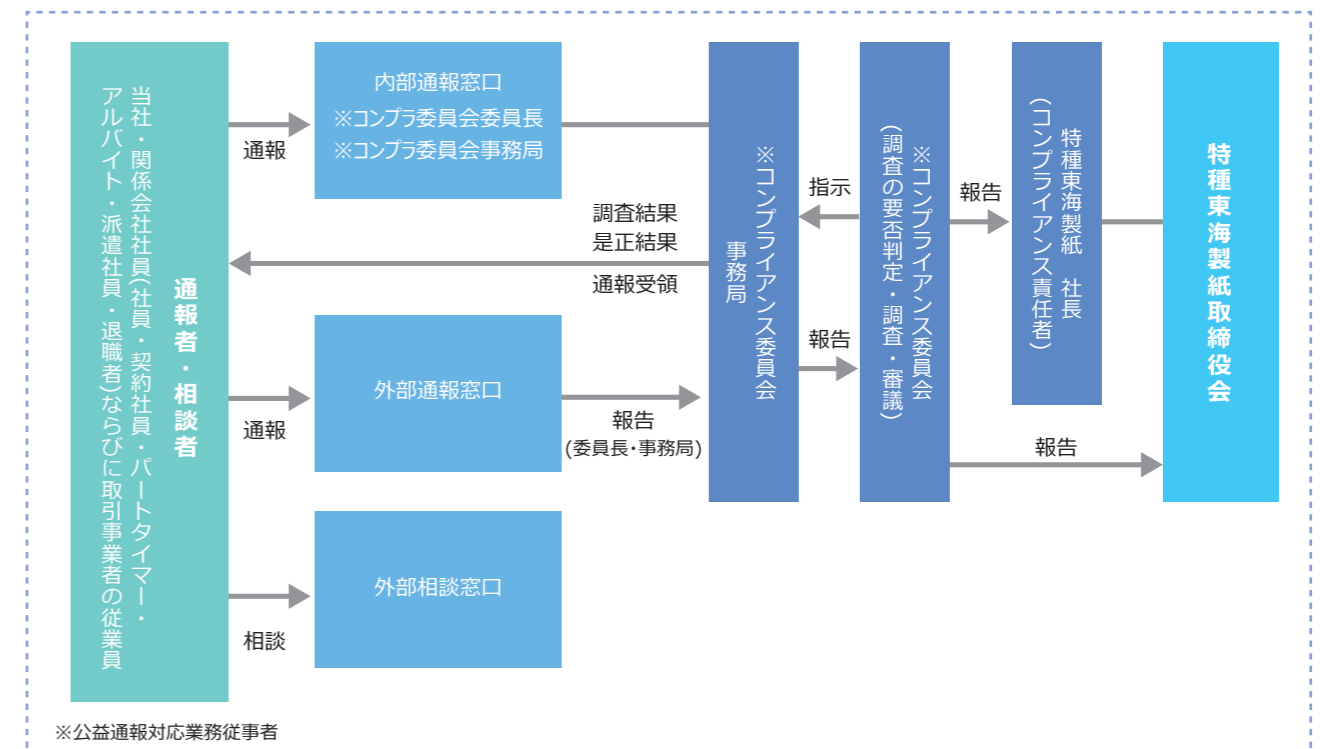 通報者・相談者
当社・関係会社社員(社員・契約社員・パートタイマー・
アルバイト・派遣社員・退職者)ならびに取引事業者の従業員
通報
内部通報窓口
※コンプラ委員会委員長
※コンプラ委員会事務局
調査結果
是正結果
通報受領
通報
外部通報窓口
報告
(委員長・事務局)
相談
外部相談窓口
※コンプライアンス委員会
事務局
指示
報告
※コンプライアンス委員会
(調査の要否判定・調査・審議)
報告
特種東海製紙　社長
(コンプライアンス責任者)
報告
特種東海製紙取締役会
※公益通報対応業務従事者